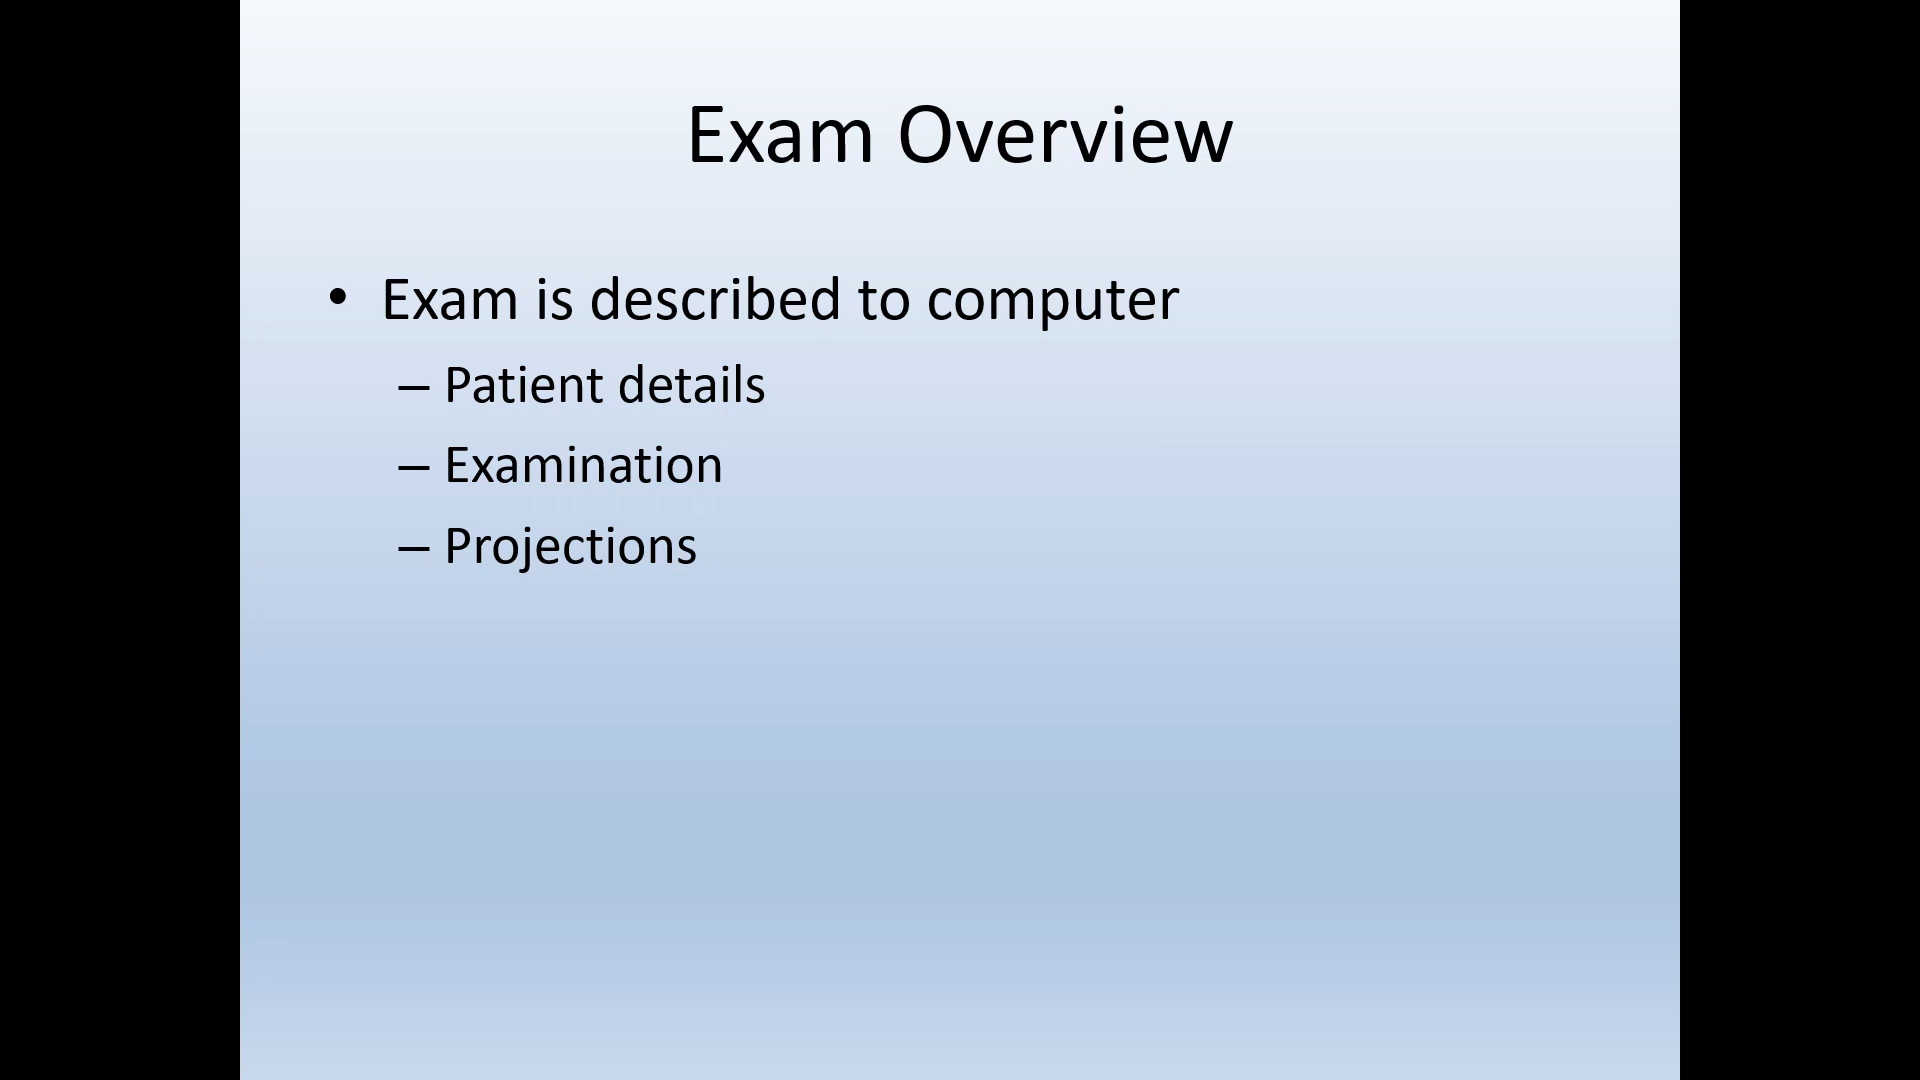 Exam Overview
• Exam is described to computer
– Patient details
– Examination
– Projections